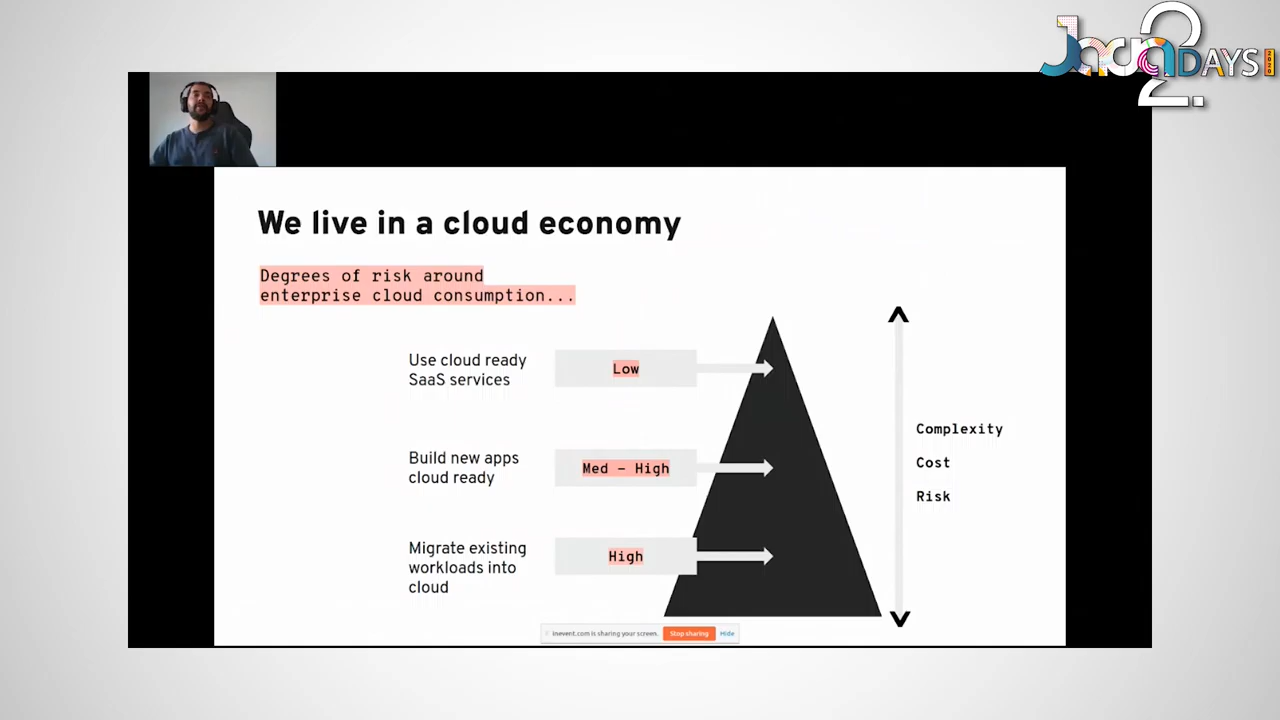 2.
DAYS
2020
We live in a cloud economy
Degrees of risk around
enterprise cloud consumption...
Use cloud ready
SaaS services
Low
Build new apps
cloud ready
Med - High
Migrate existing
workloads into
cloud
High
Complexity
Cost
Risk
inevent.com is sharing your screen.
Stop sharing
Hide